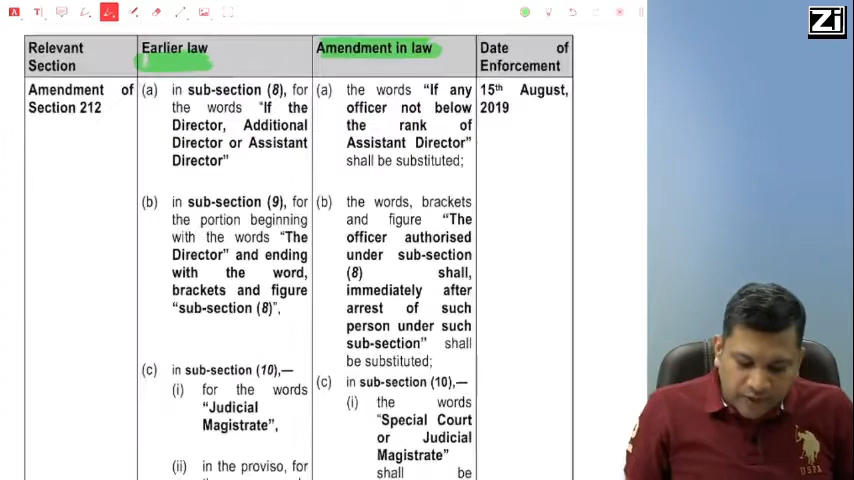 Zi
Relevant Section
Earlier law
Amendment in law
Date of Enforcement
Amendment of
Section 212
(a) in sub-section (8), for
the words "If the
Director, Additional
Director or Assistant
Director"
(b) in sub-section (9), for
the portion beginning
with the words "The
Director" and ending
with the word,
brackets and figure
"sub-section (8)",
(c) in sub-section (10),—
(i) for the words
"Judicial
Magistrate",
(ii) in the proviso, for
(a) the words "If any
officer not below
the rank of
Assistant Director"
shall be substituted;
(b) the words, brackets
and figure "The
officer authorised
under sub-section
(8) shall,
immediately after
arrest of such
person under such
sub-section" shall
be substituted;
(c) in sub-section (10),—
(i) the words
"Special Court
or Judicial
Magistrate"
shall be
15th August,
2019
USPA